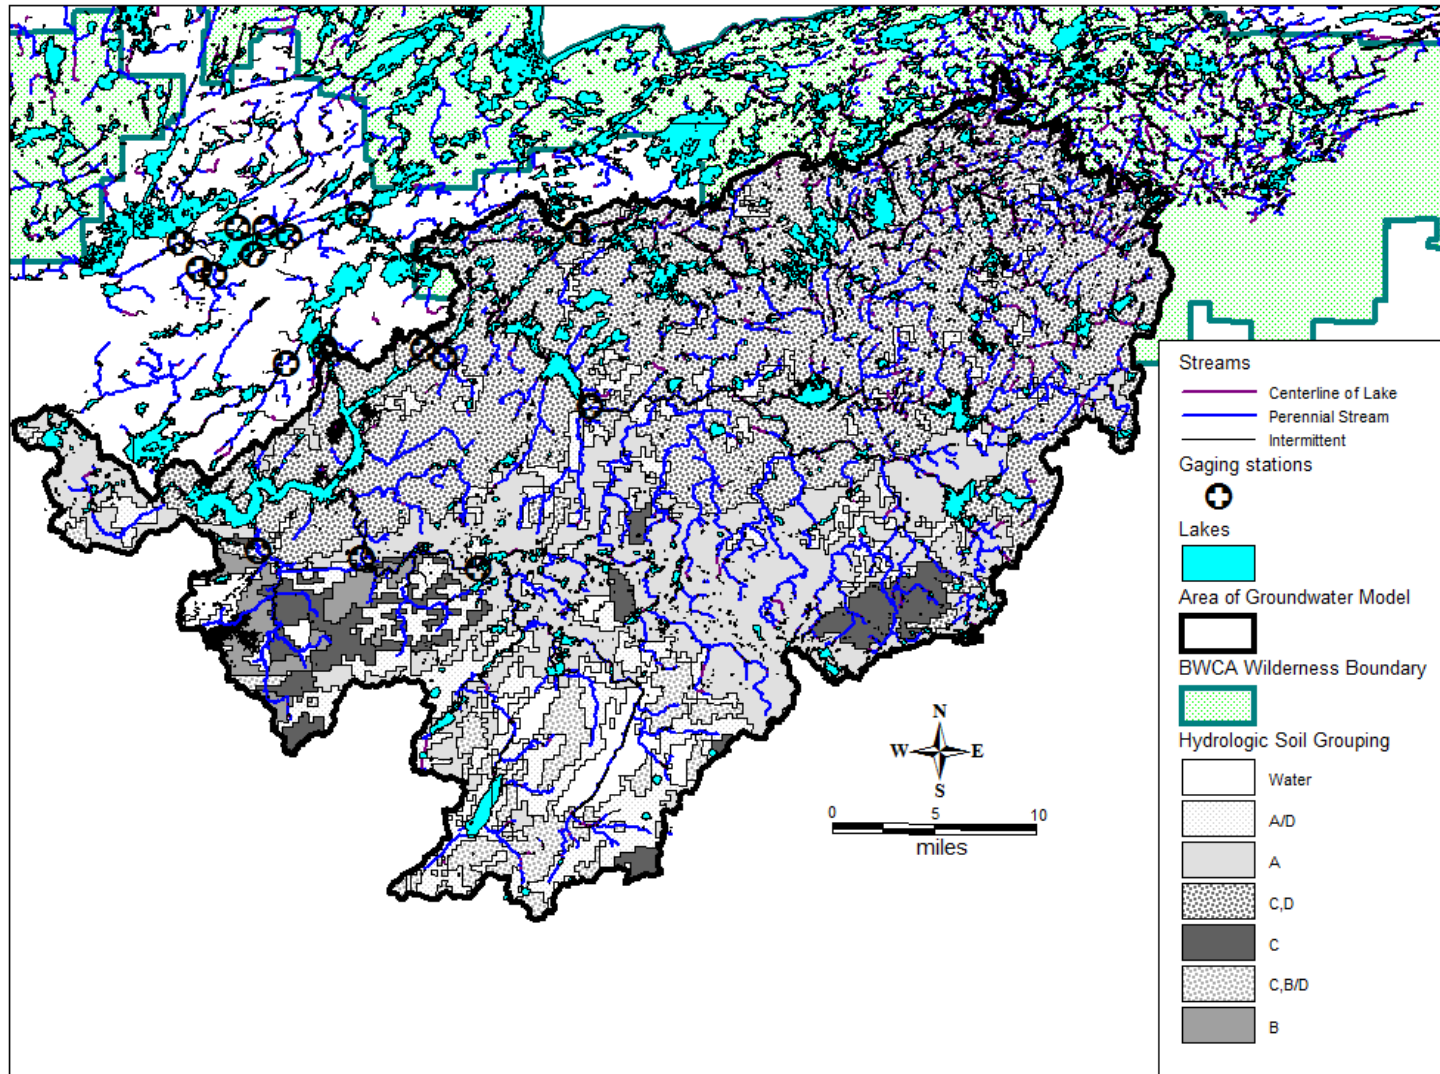 Streams
Centerline of Lake
Perennial Stream
Intermittent
Gaging stations
Lakes
Area of Groundwater Model
BWCA Wilderness Boundary
Hydrologic Soil Grouping
Water
A/D
A
C,D
C
C,B/D
B
N
W E
S
0 5 10
miles